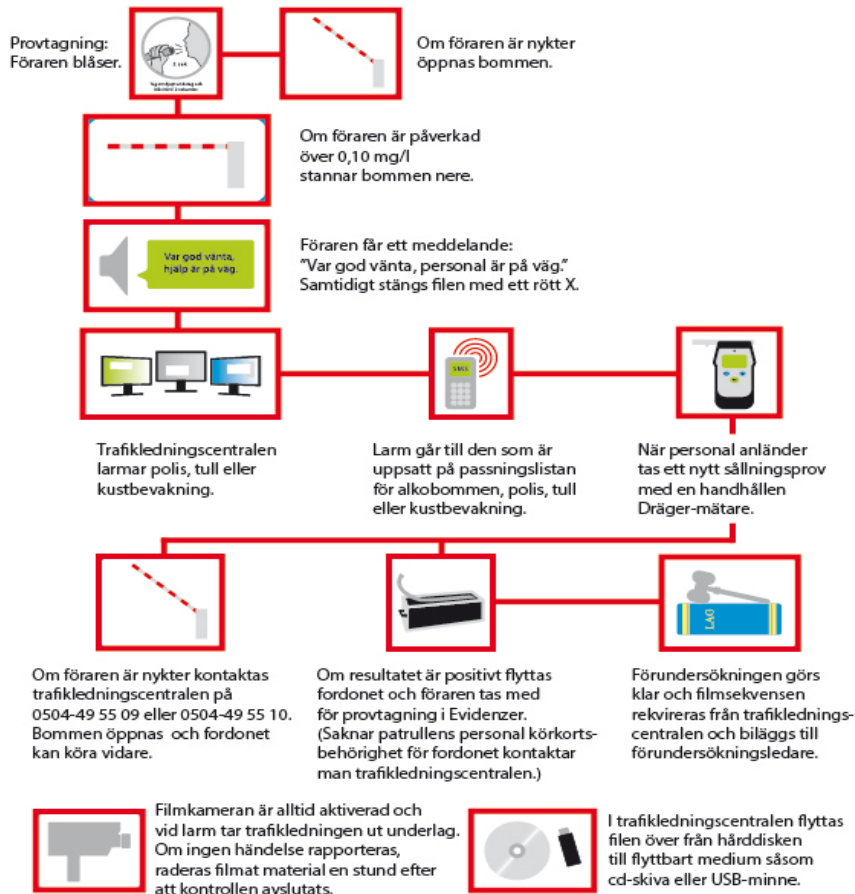 Provtagning:
Föraren blåser.
Om föraren är nykter
öppnas bommen.
Om föraren är påverkad
över 0,10 mg/l
stannar bommen nere.
Var god vänta,
hjälp är på väg.
Föraren får ett meddelande:
”Var god vänta, personal är på väg.”
Samtidigt stängs filen med ett rött X.
SMS
Trafikledningscentralen
larmar polis, tull eller
kustbevakning.
Larm går till den som är
uppsatt på passningslistan
för alkobommen, polis, tull
eller kustbevakning.
När personal anländer
tas ett nytt sållningsprov
med en handhållen
Dräger-mätare.
LAG
Om föraren är nykter kontaktas
trafikledningscentralen på
0504-49 55 09 eller 0504-49 55 10.
Bommen öppnas och fordonet
kan köra vidare.
Om resultatet är positivt flyttas
fordonet och föraren tas med
för provtagning i Evidenzer.
(Saknar patrullens personal körkorts-
behörighet för fordonet kontaktar
man trafikledningscentralen.)
Förundersökningen görs
klar och filmsekvensen
rekvireras från trafiklednings-
centralen och biläggs till
förundersökningsledare.
Filmkameran är alltid aktiverad och
vid larm tar trafikledningen ut underlag.
Om ingen händelse rapporteras,
raderas filmat material en stund efter
att kontrollen avslutats.
I trafikledningscentralen flyttas
filen över från hårddisken
till flyttbart medium såsom
cd-skiva eller USB-minne.